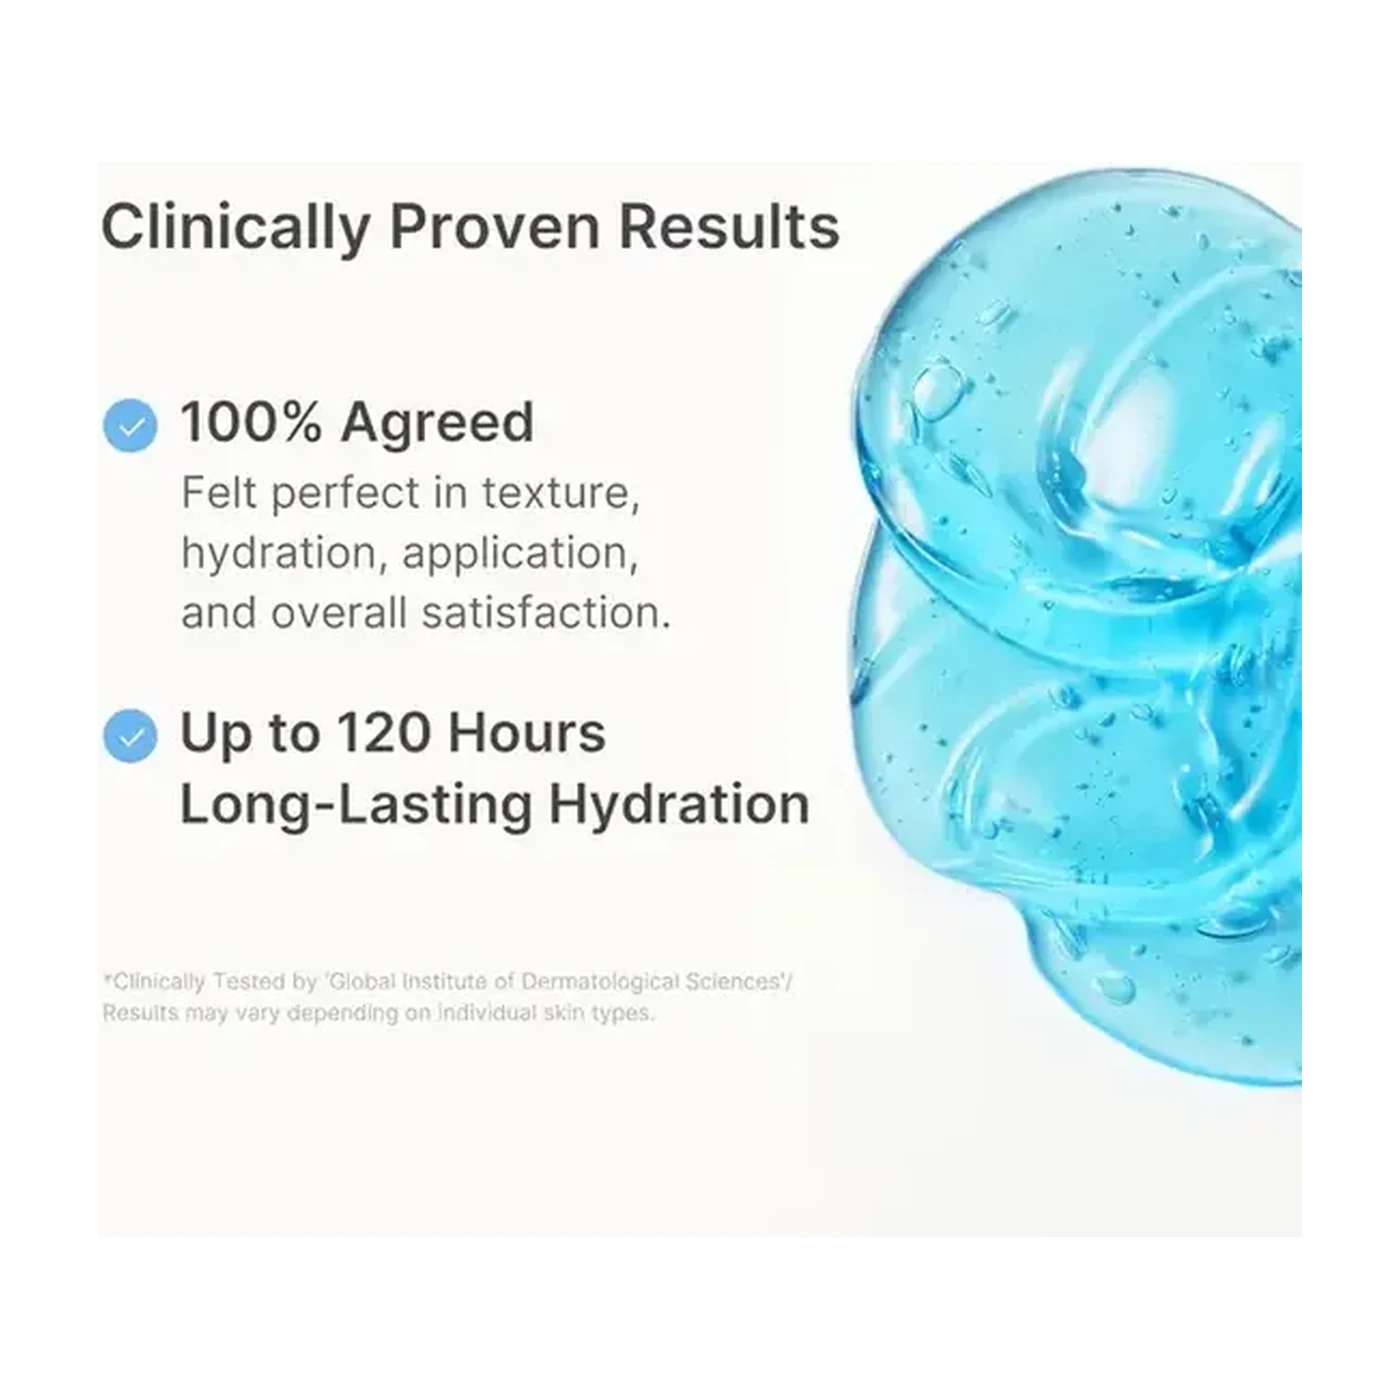 Clinically Proven Results
100% Agreed
Felt perfect in texture,
hydration, application,
and overall satisfaction.
Up to 120 Hours
Long-Lasting Hydration
*Clinically Tested by 'Global Institute of Dermatological Sciences'/
Results may vary depending on individual skin types.